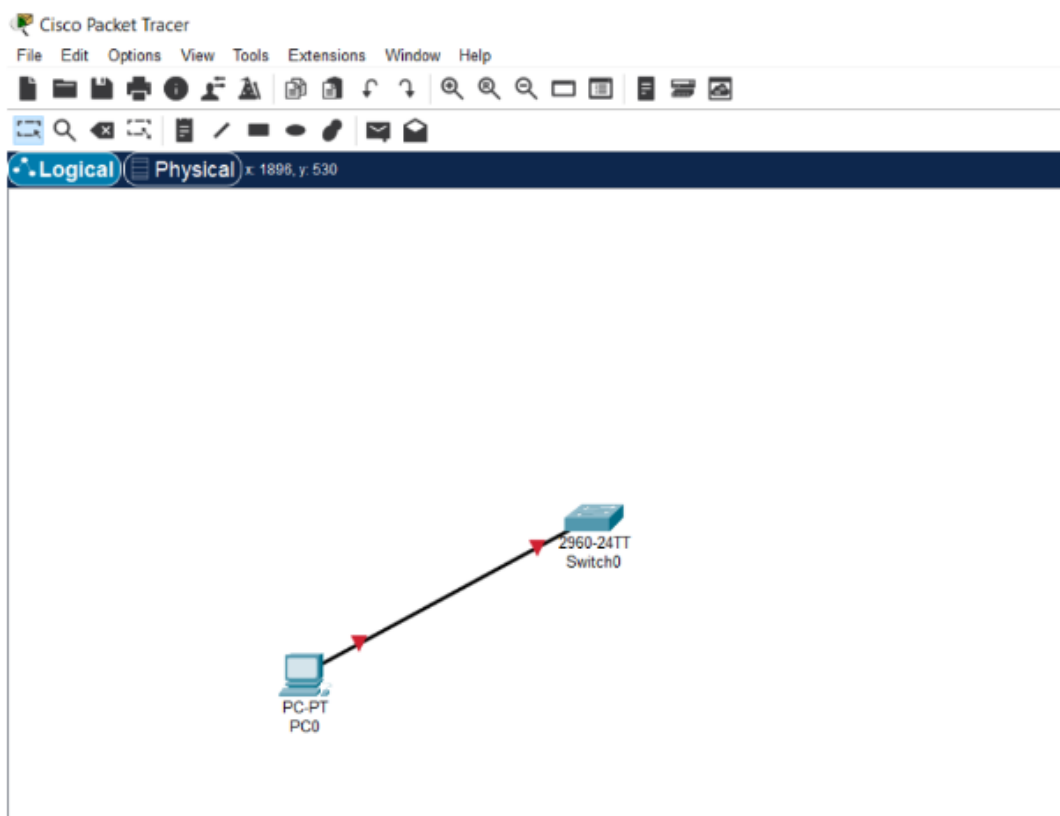 Cisco Packet Tracer
File Edit Options View Tools Extensions Window Help
Logical Physical x: 1896, y: 530
2960-24TT
Switch0
PC-PT
PC0